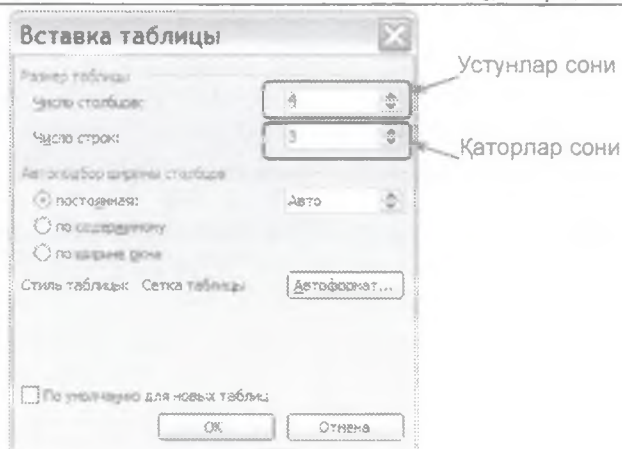 Вставка таблицы
Устунлар сони
Размер таблицы
Число столбцов: 4
Қаторлар сони
Число строк: 3
Автоподбор ширины столбцов
постоянная: Авто
по содержимому
по ширине окна
Стиль таблицы: Сетка таблицы Автоформат...
По умолчанию для новых таблиц
ОК Отмена